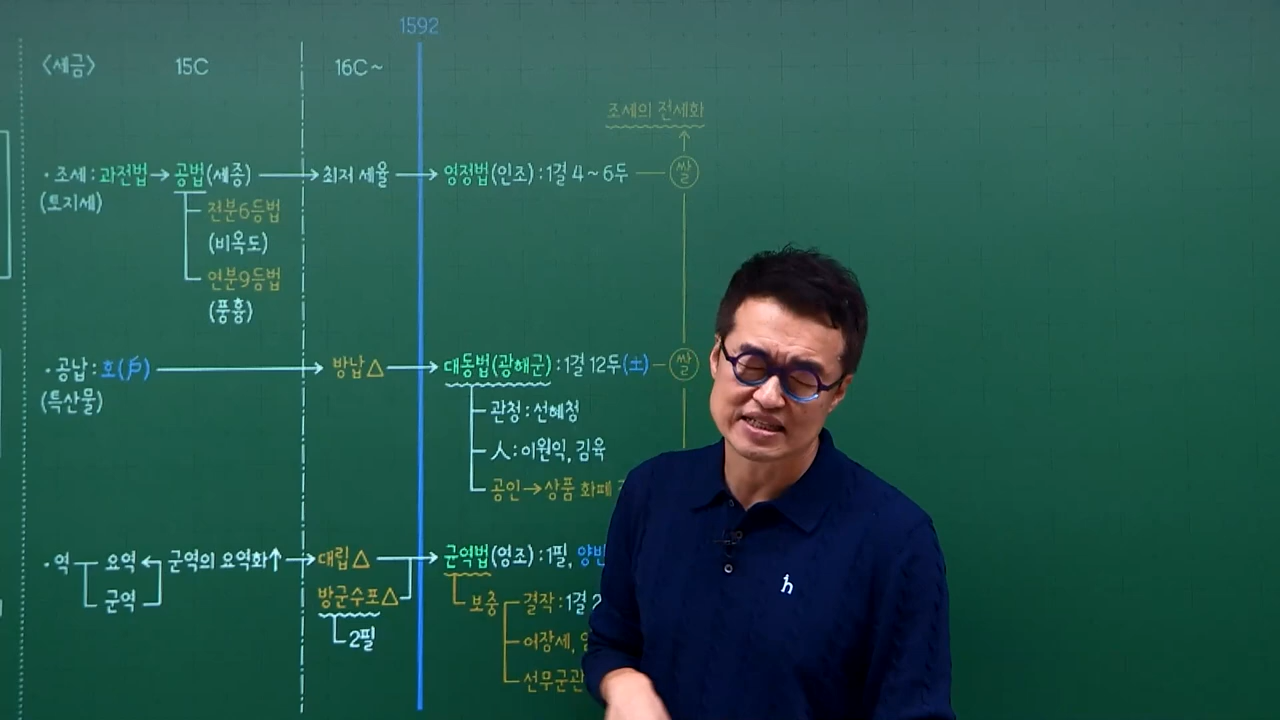 1592
<세금> 15C 16C~
조세의 전세화
· 조세 : 과전법 → 공법(세종) → 최저 세율 → 영정법(인조) : 1결 4~6두 — 쌀
(토지세)
전분6등법
(비옥도)
연분9등법
(풍흉)
· 공납 : 호(戶) → 방납△ → 대동법(광해군) : 1결 12두(土) — 쌀
(특산물)
관청 : 선혜청
人 : 이원익, 김육
공인 → 상품 화폐
· 역 요역 ← 군역의 요역화↑ → 대립△ → 군역법(영조) : 1필, 양반
군역
방군수포△
2필
보충 결작 : 1결 2
어장세,
선무군관
h